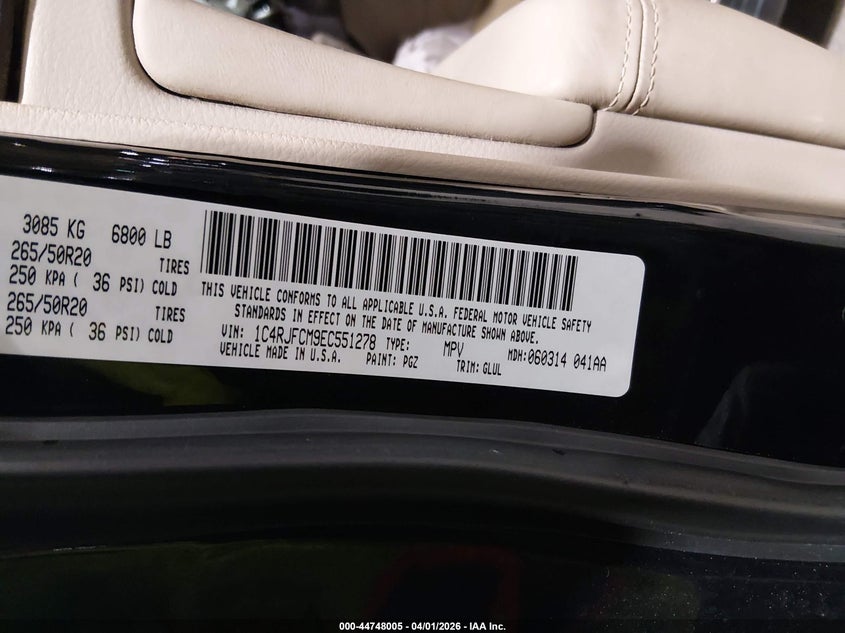 3085 KG 6800 LB
265/50R20 TIRES
250 KPA ( 36 PSI) COLD
265/50R20 TIRES
250 KPA ( 36 PSI) COLD
THIS VEHICLE CONFORMS TO ALL APPLICABLE U.S.A. FEDERAL MOTOR VEHICLE SAFETY
STANDARDS IN EFFECT ON THE DATE OF MANUFACTURE SHOWN ABOVE.
VIN: 1C4RJFCM9EC551278 TYPE: MPV MDH:060314 041AA
VEHICLE MADE IN U.S.A. PAINT: PGZ TRIM: GLUL
000-44748005 - 04/01/2026 - IAA Inc.